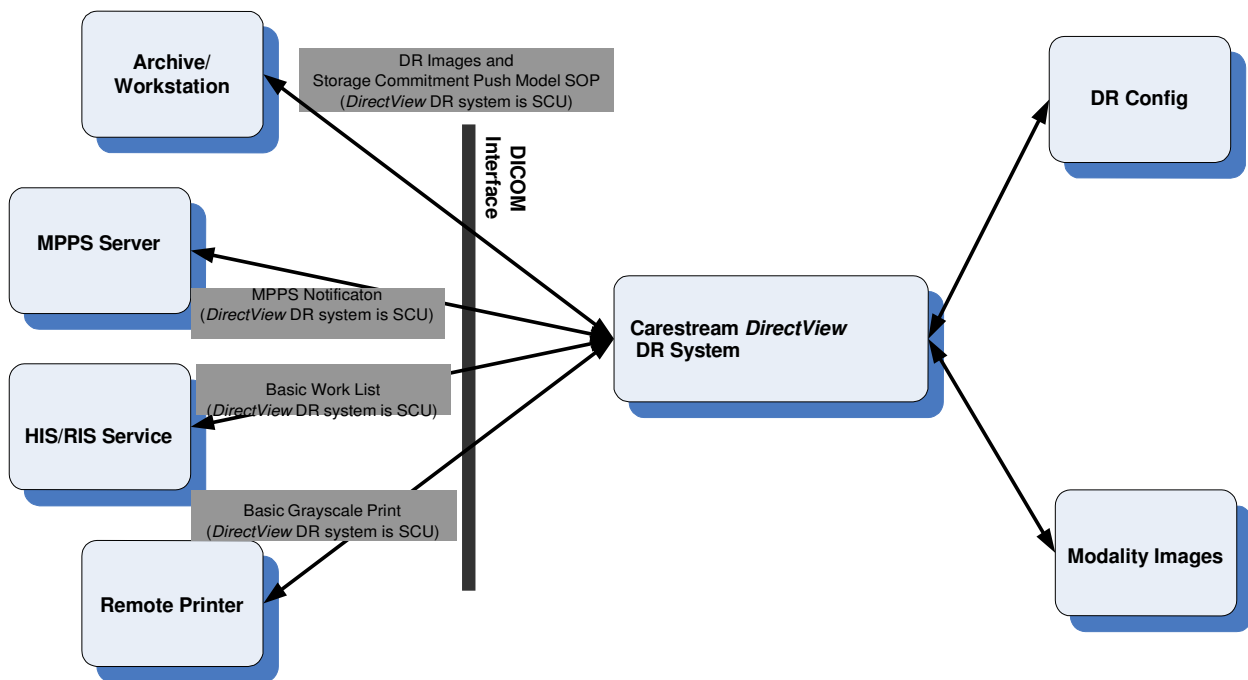 Archive/
Workstation
DR Images and
Storage Commitment Push Model SOP
(DirectView DR system is SCU)
DR Config
DICOM
Interface
MPPS Server
MPPS Notificaton
(DirectView DR system is SCU)
Carestream DirectView
DR System
Basic Work List
(DirectView DR system is SCU)
HIS/RIS Service
Basic Grayscale Print
(DirectView DR system is SCU)
Modality Images
Remote Printer